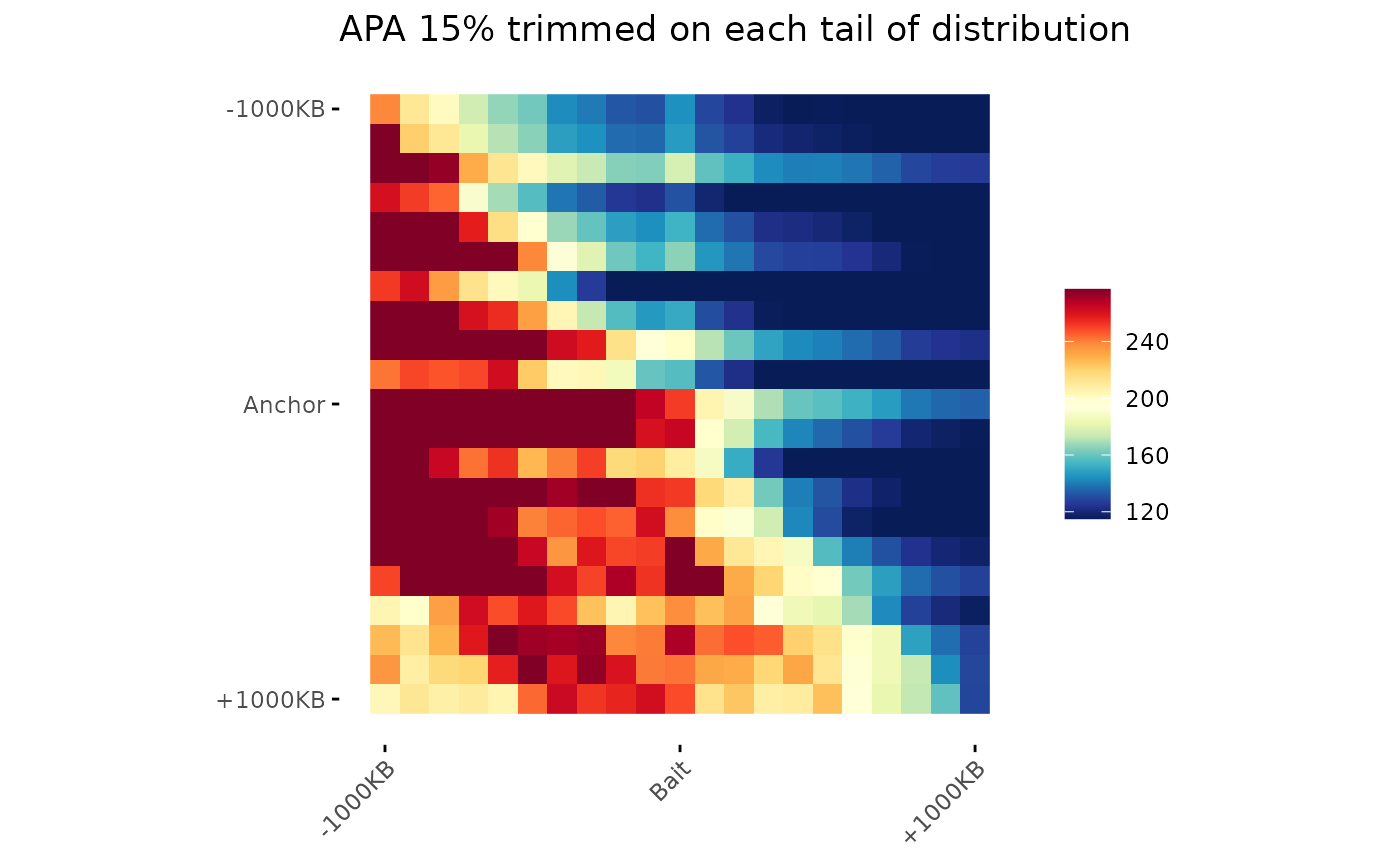 APA 15% trimmed on each tail of distribution
-1000KB
Anchor
+1000KB
240
200
160
120
-1000KB
Bait
+1000KB